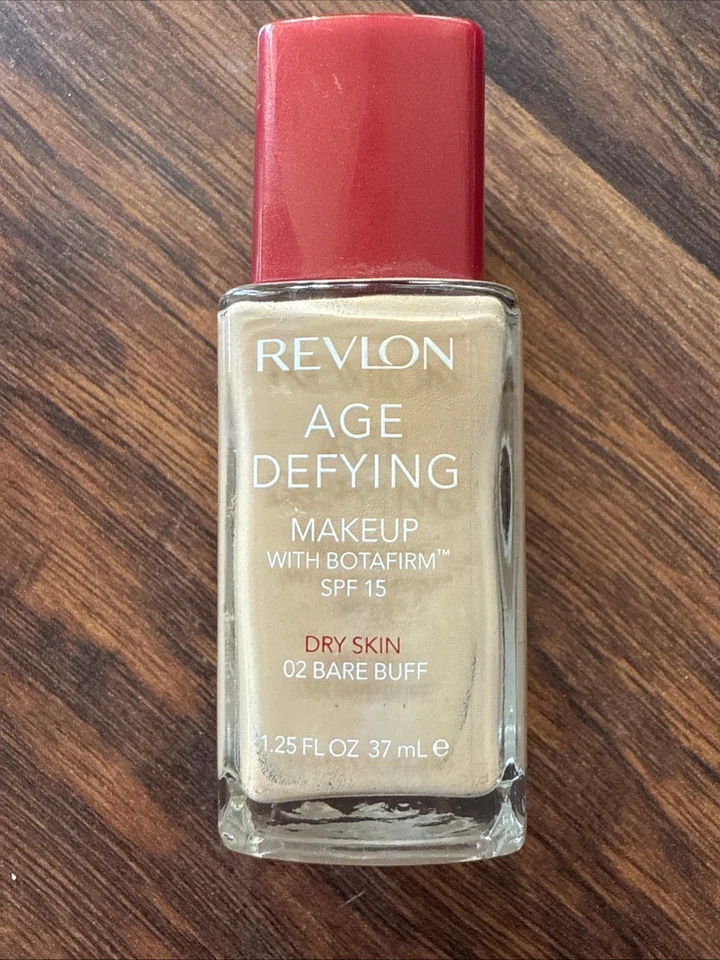 REVLON
AGE
DEFYING
MAKEUP
WITH BOTAFIRM™
SPF 15
DRY SKIN
02 BARE BUFF
1.25 FL OZ 37 mL ℮